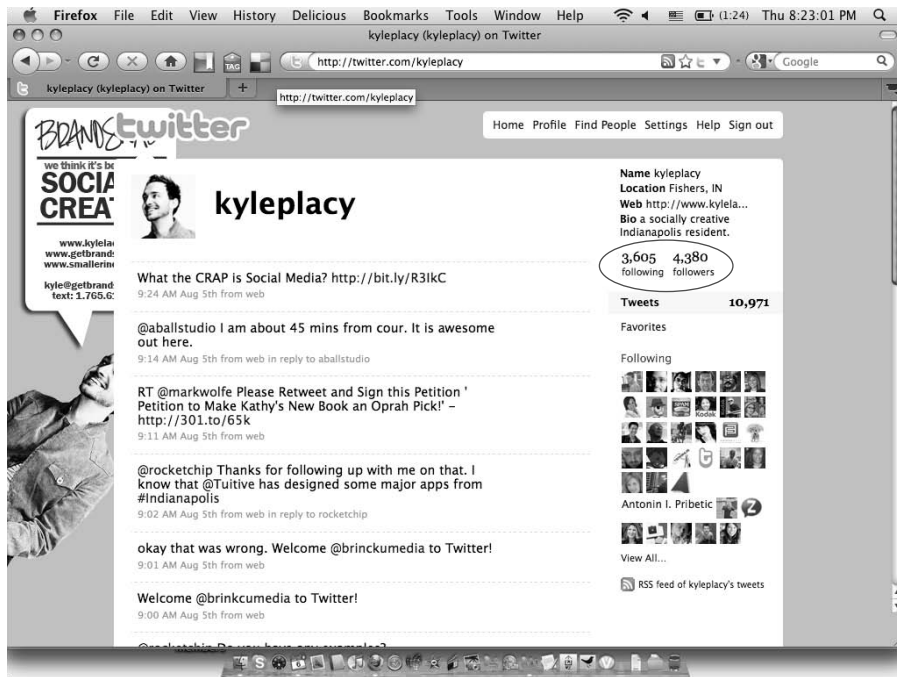 Firefox File Edit View History Delicious Bookmarks Tools Window Help (1:24) Thu 8:23:01 PM
kyleplacy (kyleplacy) on Twitter
http://twitter.com/kyleplacy
Google
TAG
kyleplacy (kyleplacy) on Twitter +
http://twitter.com/kyleplacy
twitter
Home Profile Find People Settings Help Sign out
we think it's be
SOCIA
CREA
www.kylela
www.getbrands
www.smallerin
kyle@getbrand
text: 1.765.6
kyleplacy
What the CRAP is Social Media? http://bit.ly/R3IkC
9:24 AM Aug 5th from web
@aballstudio I am about 45 mins from cour. It is awesome
out here.
9:14 AM Aug 5th from web in reply to aballstudio
RT @markwolfe Please Retweet and Sign this Petition '
Petition to Make Kathy's New Book an Oprah Pick!' –
http://301.to/65k
9:11 AM Aug 5th from web
@rocketchip Thanks for following up with me on that. I
know that @Tuitive has designed some major apps from
#Indianapolis
9:02 AM Aug 5th from web in reply to rocketchip
okay that was wrong. Welcome @brinckumedia to Twitter!
9:01 AM Aug 5th from web
Welcome @brinkcumedia to Twitter!
9:00 AM Aug 5th from web
Name kyleplacy
Location Fishers, IN
Web http://www.kylela...
Bio a socially creative
Indianapolis resident.
3,605 4,380
following followers
Tweets 10,971
Favorites
Following
Kodak
Antonin I. Pribetic
View All...
RSS feed of kyleplacy's tweets